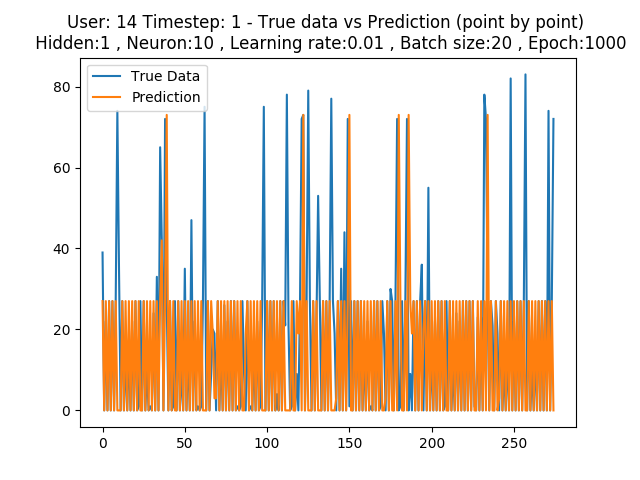 User: 14 Timestep: 1 - True data vs Prediction (point by point)
Hidden:1 , Neuron:10 , Learning rate:0.01 , Batch size:20 , Epoch:1000
True Data
Prediction
80
60
40
20
0
0 50 100 150 200 250